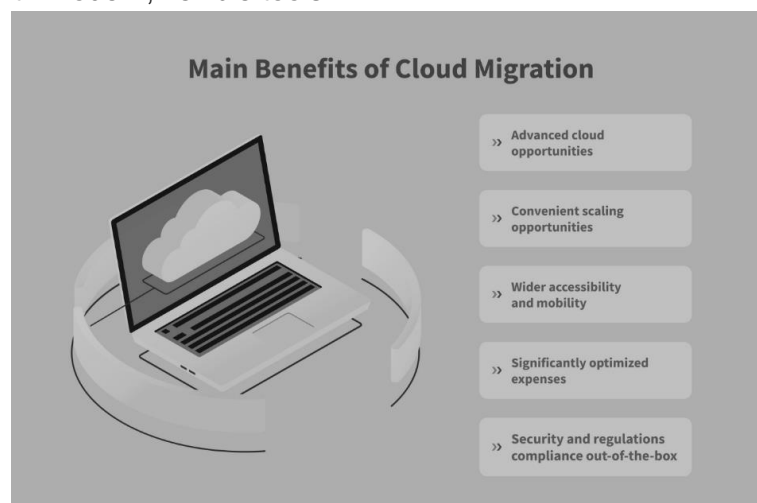 Main Benefits of Cloud Migration
» Advanced cloud
opportunities
» Convenient scaling
opportunities
» Wider accessibility
and mobility
» Significantly optimized
expenses
» Security and regulations
compliance out-of-the-box